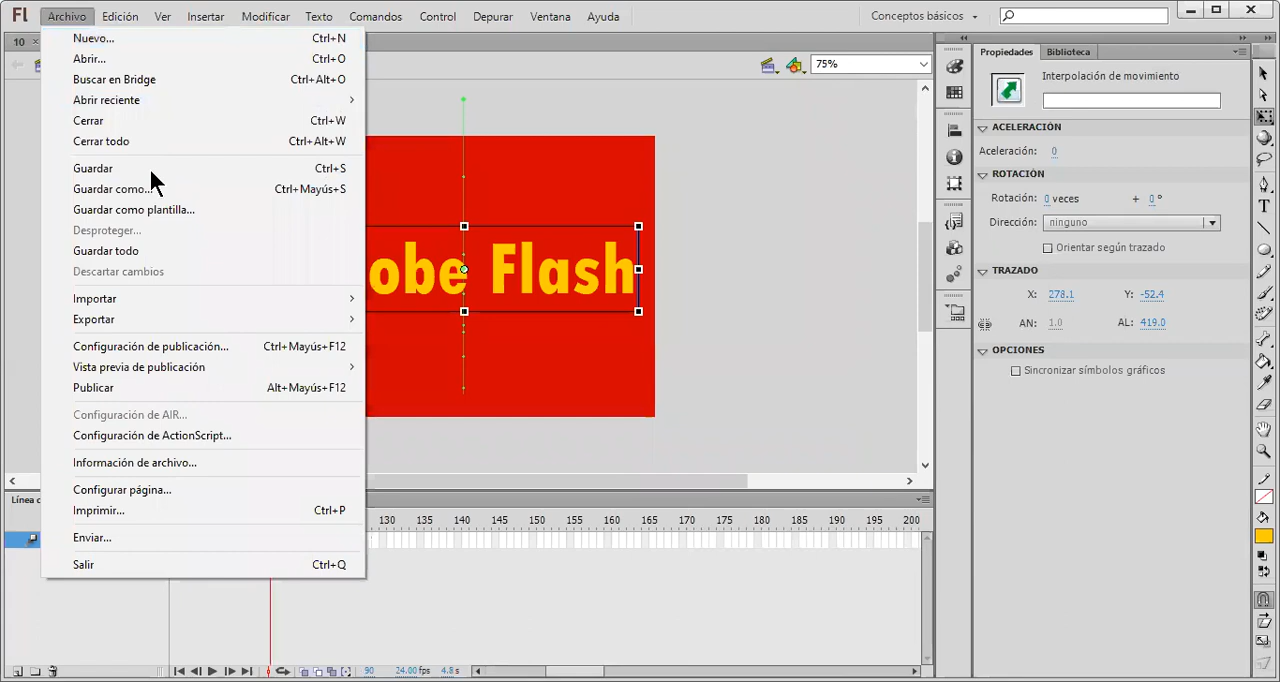 Fl Archivo Edición Ver Insertar Modificar Texto Comandos Control Depurar Ventana Ayuda Conceptos básicos
10
75%
Nuevo... Ctrl+N
Abrir... Ctrl+O
Buscar en Bridge Ctrl+Alt+O
Abrir reciente
Cerrar Ctrl+W
Cerrar todo Ctrl+Alt+W
Guardar Ctrl+S
Guardar como... Ctrl+Mayús+S
Guardar como plantilla...
Desproteger...
Guardar todo
Descartar cambios
Importar
Exportar
Configuración de publicación... Ctrl+Mayús+F12
Vista previa de publicación
Publicar Alt+Mayús+F12
Configuración de AIR...
Configuración de ActionScript...
Información de archivo...
Configurar página...
Imprimir... Ctrl+P
Enviar...
Salir Ctrl+Q
obe Flash
Propiedades Biblioteca
Interpolación de movimiento
ACELERACIÓN
Aceleración: 0
ROTACIÓN
Rotación: 0 veces + 0 °
Dirección: ninguno
Orientar según trazado
TRAZADO
X: 278.1 Y: -52.4
AN: 1.0 AL: 419.0
OPCIONES
Sincronizar símbolos gráficos
Línea
130 135 140 145 150 155 160 165 170 175 180 185 190 195 200
90 24.00 fps 4.8 s